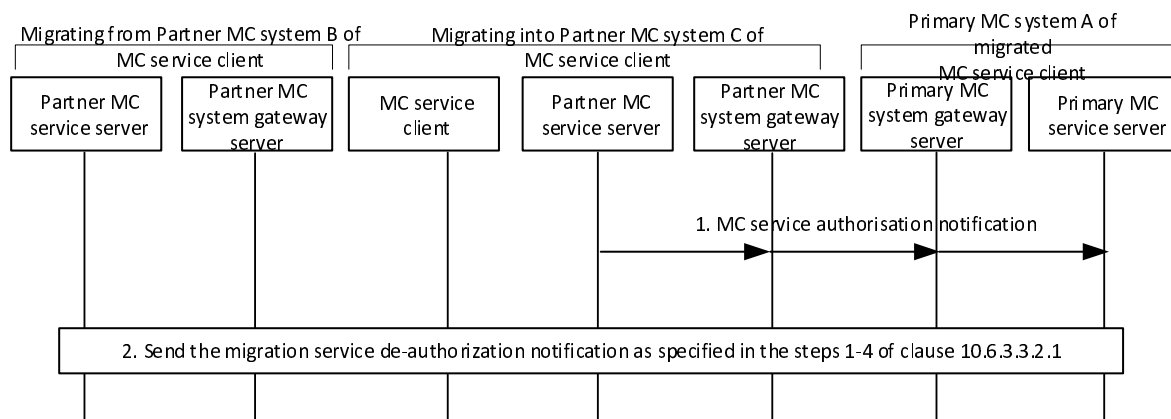 Migrating from Partner MC system B of
MC service client
Migrating into Partner MC system C of
MC service client
Primary MC system A of
migrated
MC service client
Partner MC
service server
Partner MC
system gateway
server
MC service
client
Partner MC
service server
Partner MC
system gateway
server
Primary MC
system gateway
server
Primary MC
service server
1. MC service authorisation notification
2. Send the migration service de-authorization notification as specified in the steps 1-4 of clause 10.6.3.3.2.1